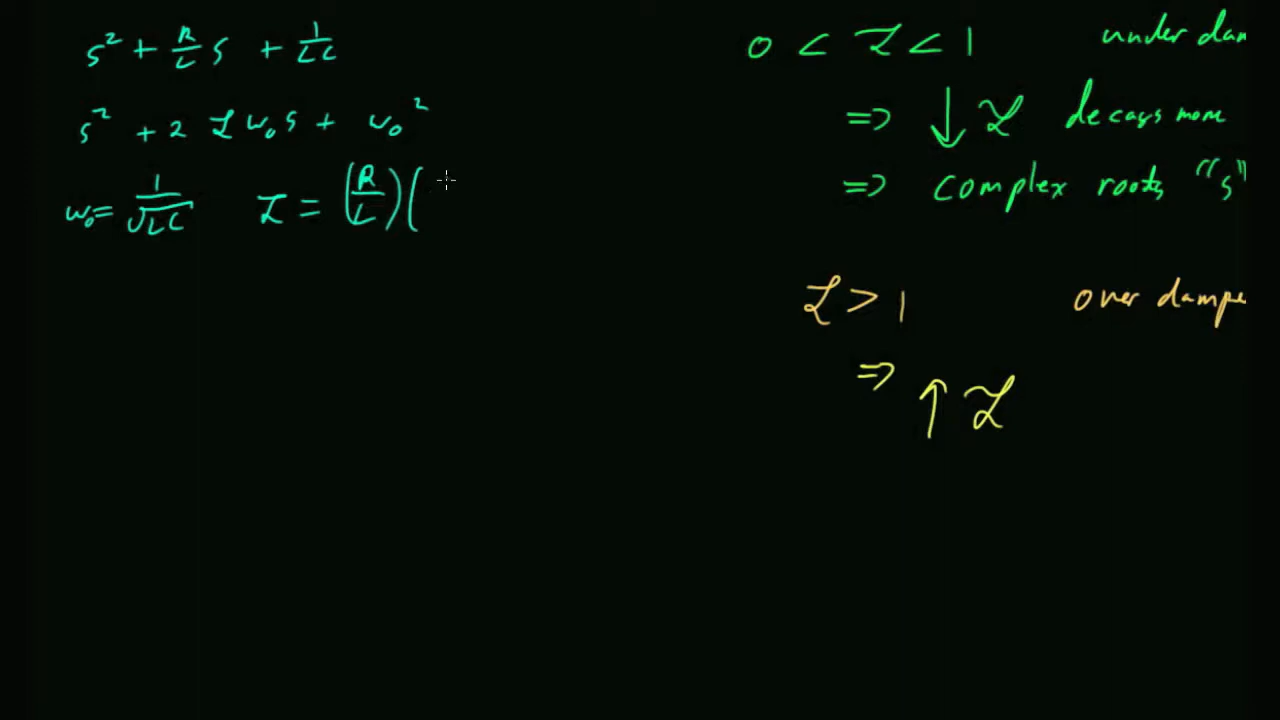 s² + R/L s + 1/LC
s² + 2 ζ ω₀ s + ω₀²
ω₀ = 1/√LC ζ = (R/L)(
0 < ζ < 1 under dam
⇒ ↓ ζ decays more
⇒ complex roots "s"
ζ > 1 over dampe
⇒ ↑ ζ